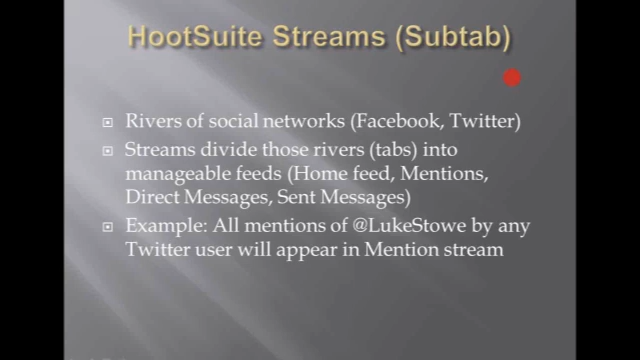 HootSuite Streams (Subtab)
Rivers of social networks (Facebook, Twitter)
Streams divide those rivers (tabs) into
manageable feeds (Home feed, Mentions,
Direct Messages, Sent Messages)
Example: All mentions of @LukeStowe by any
Twitter user will appear in Mention stream